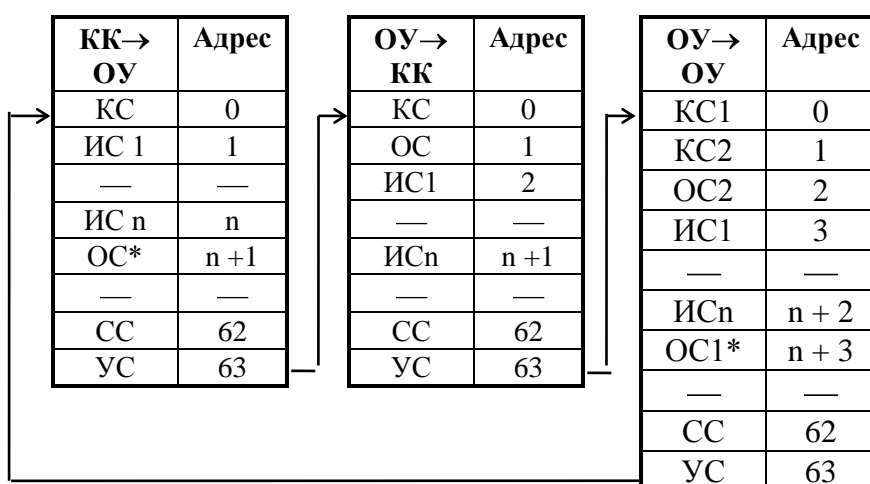 КК→ ОУ Адрес
КС 0
ИС 1 1
— —
ИС n n
ОС* n +1
— —
СС 62
УС 63
ОУ→ КК Адрес
КС 0
ОС 1
ИС1 2
— —
ИСn n +1
— —
СС 62
УС 63
ОУ→ ОУ Адрес
КС1 0
КС2 1
ОС2 2
ИС1 3
— —
ИСn n + 2
ОС1* n + 3
— —
СС 62
УС 63